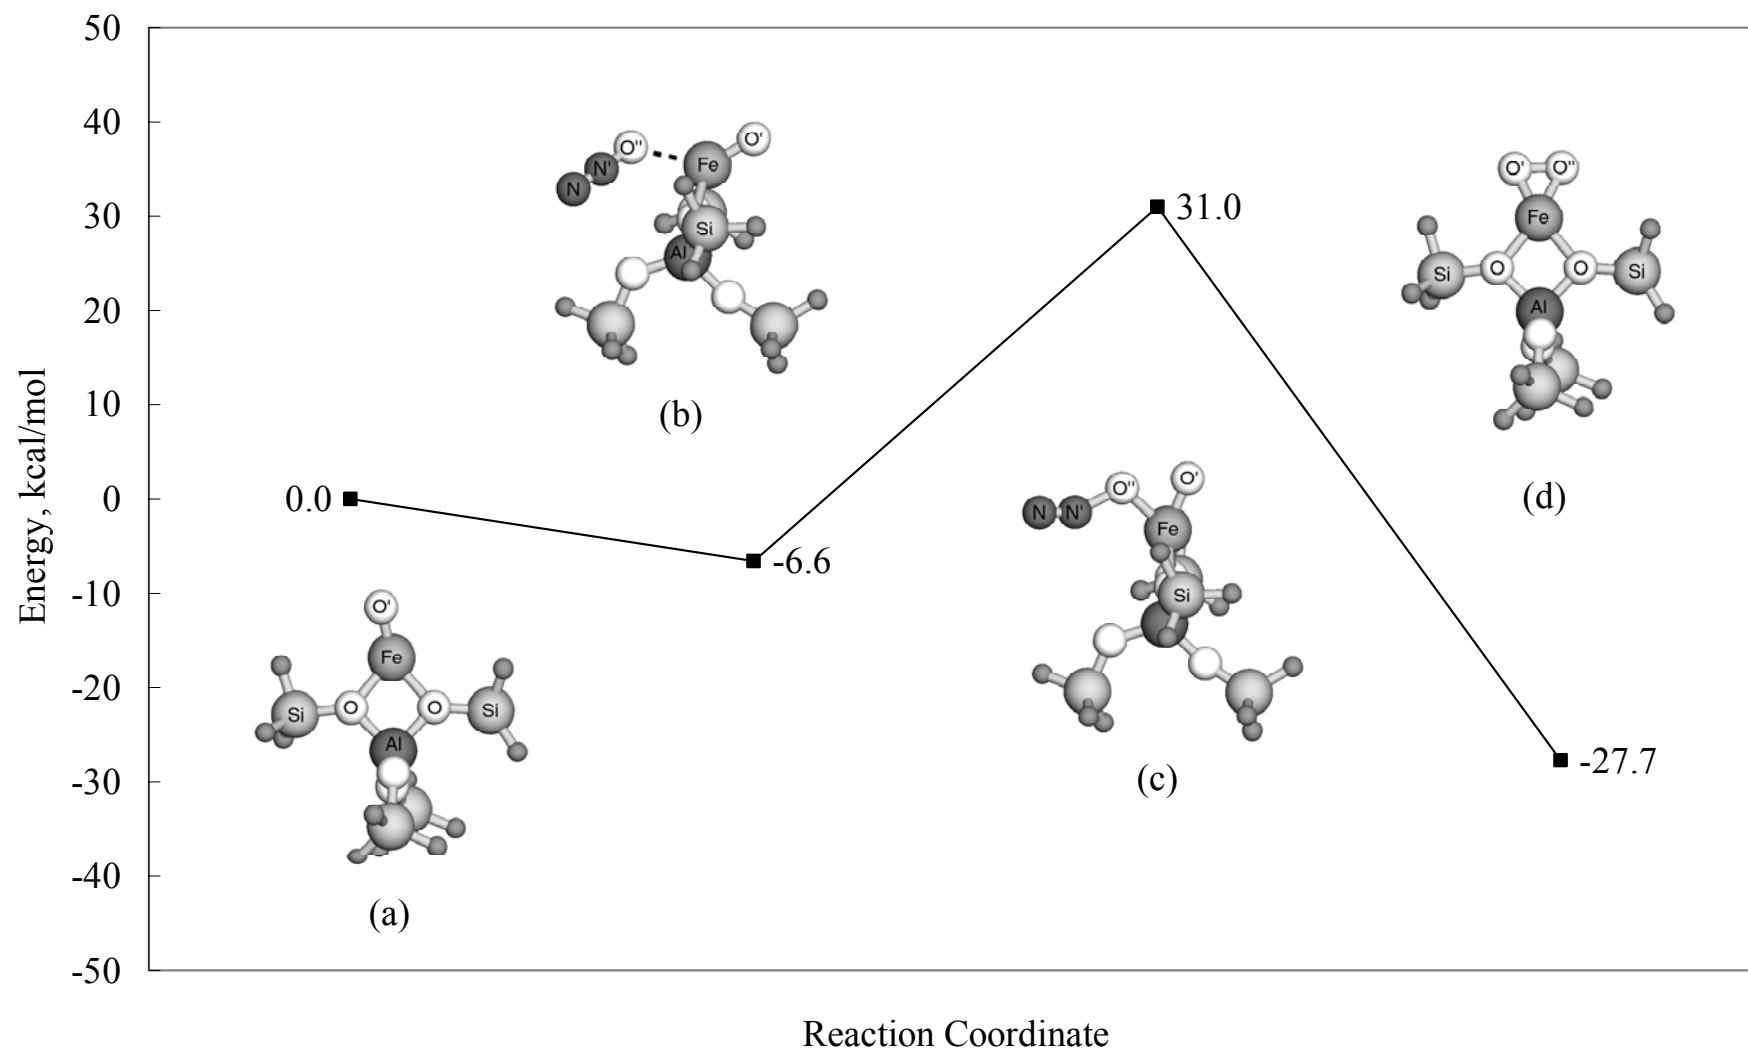 50
40
30
20
10
0
-10
-20
-30
-40
-50
Energy, kcal/mol
Reaction Coordinate
0.0
-6.6
31.0
-27.7
O'
Fe
Si O O Si
Al
(a)
O'' Fe O'
N N'
Si
Al
(b)
O'' O'
N N' Fe
Si
(c)
O' O''
Fe
Si O O Si
Al
(d)